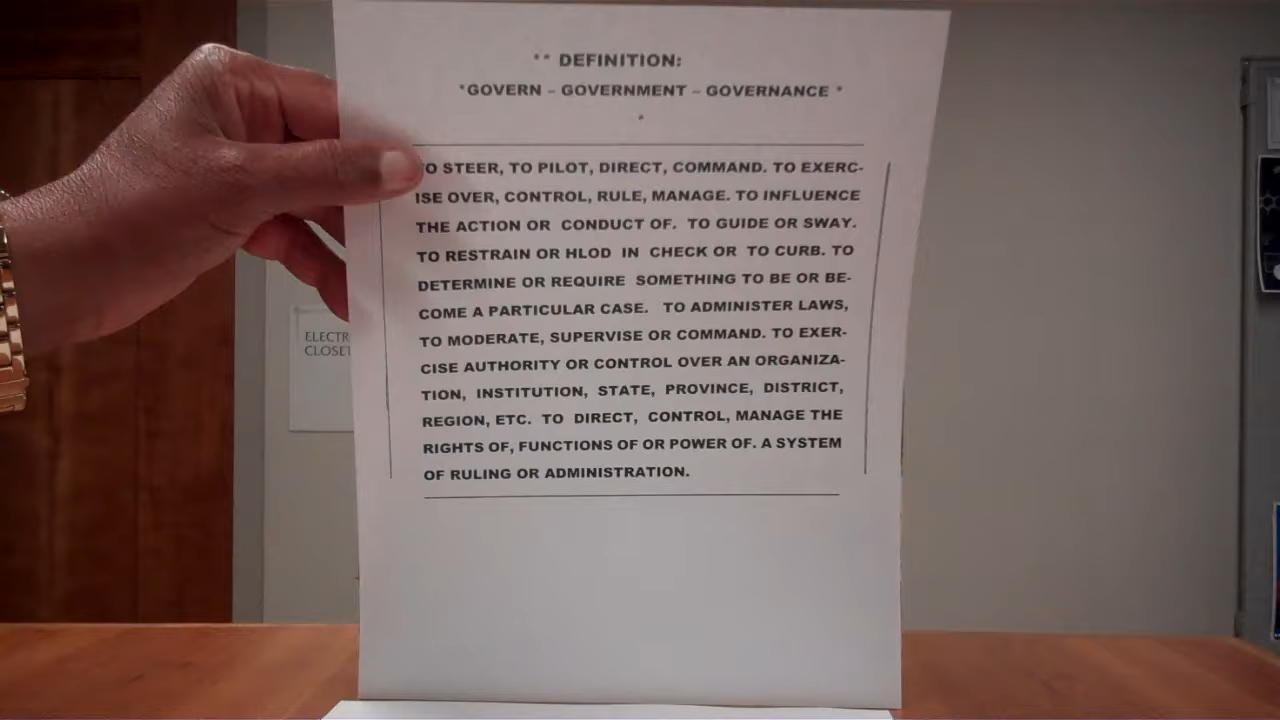 ** DEFINITION:
*GOVERN – GOVERNMENT – GOVERNANCE *
*
TO STEER, TO PILOT, DIRECT, COMMAND. TO EXERC-
ISE OVER, CONTROL, RULE, MANAGE. TO INFLUENCE
THE ACTION OR CONDUCT OF. TO GUIDE OR SWAY.
TO RESTRAIN OR HLOD IN CHECK OR TO CURB. TO
DETERMINE OR REQUIRE SOMETHING TO BE OR BE-
COME A PARTICULAR CASE. TO ADMINISTER LAWS,
TO MODERATE, SUPERVISE OR COMMAND. TO EXER-
CISE AUTHORITY OR CONTROL OVER AN ORGANIZA-
TION, INSTITUTION, STATE, PROVINCE, DISTRICT,
REGION, ETC. TO DIRECT, CONTROL, MANAGE THE
RIGHTS OF, FUNCTIONS OF OR POWER OF. A SYSTEM
OF RULING OR ADMINISTRATION.
ELECTR
CLOSET